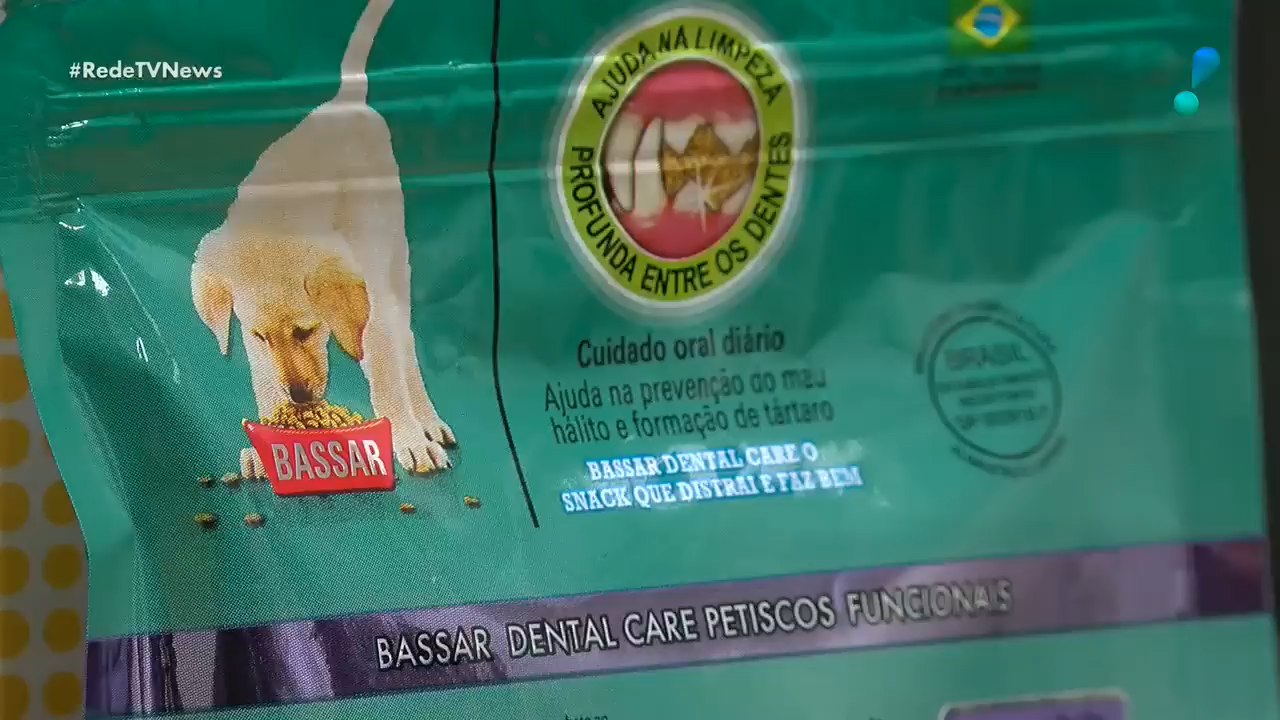 #RedeTVNews
AJUDA NA LIMPEZA
PROFUNDA ENTRE OS DENTES
Cuidado oral diário
Ajuda na prevenção do mau
hálito e formação de tártaro
BASSAR DENTAL CARE O
SNACK QUE DISTRAI E FAZ BEM
BASSAR
BRASIL
BASSAR DENTAL CARE PETISCOS FUNCIONAIS